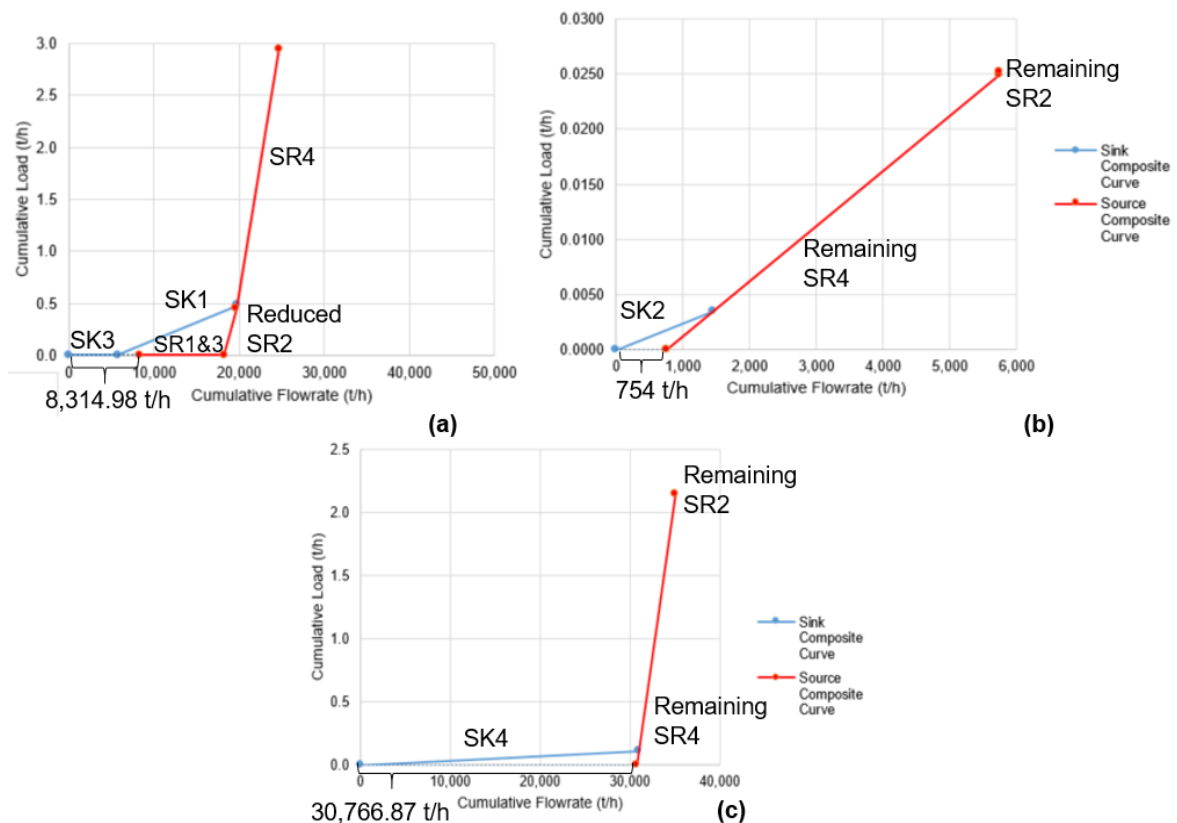 3.0
2.5
2.0
1.5
1.0
0.5
0.0
Cumulative Load (t/h)
SR4
SK1
SK3
SR1&3
Reduced
SR2
0
10,000
20,000
30,000
40,000
50,000
8,314.98 t/h
Cumulative Flowrate (t/h)
(a)
0.0300
0.0250
0.0200
0.0150
0.0100
0.0050
0.0000
Cumulative Load (t/h)
Remaining
SR2
Remaining
SR4
SK2
0
1,000
2,000
3,000
4,000
5,000
6,000
754 t/h
Cumulative Flowrate (t/h)
Sink
Composite
Curve
Source
Composite
Curve
(b)
2.5
2.0
1.5
1.0
0.5
0.0
Cumulative Load (t/h)
Remaining
SR2
Remaining
SR4
SK4
0
10,000
20,000
30,000
40,000
30,766.87 t/h
Cumulative Flowrate (t/h)
Sink
Composite
Curve
Source
Composite
Curve
(c)